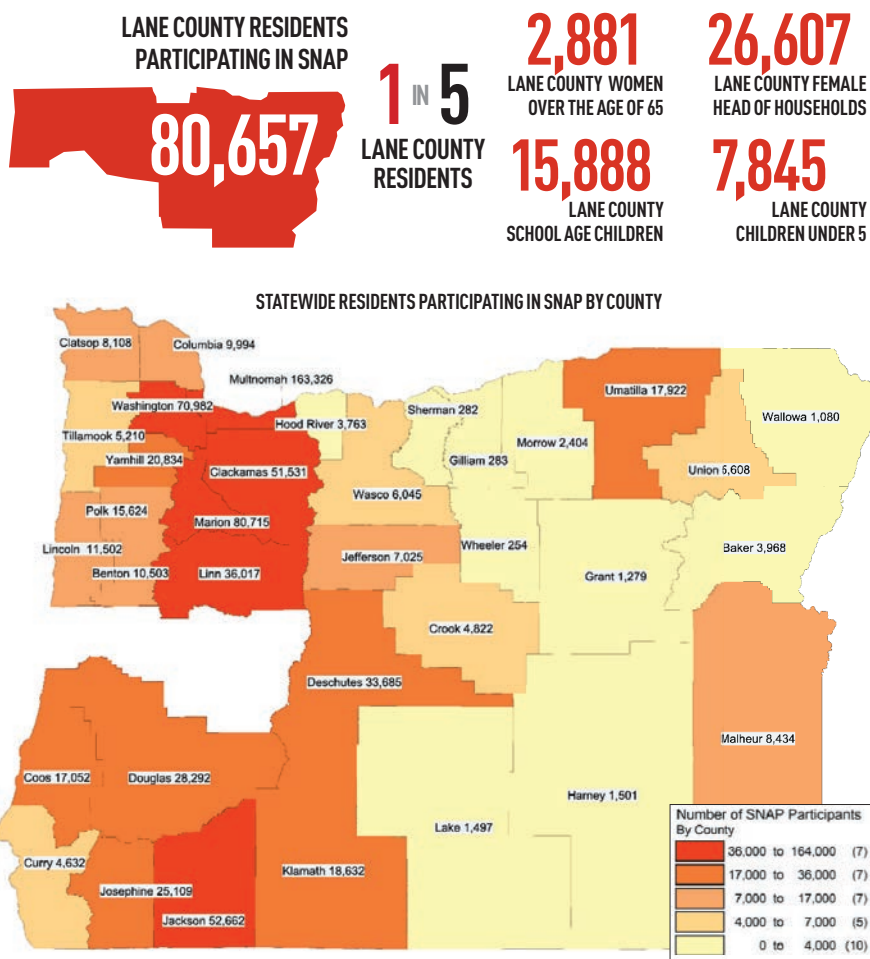 LANE COUNTY RESIDENTS
PARTICIPATING IN SNAP
80,657
1 IN 5
LANE COUNTY
RESIDENTS
2,881
LANE COUNTY WOMEN
OVER THE AGE OF 65
26,607
LANE COUNTY FEMALE
HEAD OF HOUSEHOLDS
15,888
LANE COUNTY
SCHOOL AGE CHILDREN
7,845
LANE COUNTY
CHILDREN UNDER 5
STATEWIDE RESIDENTS PARTICIPATING IN SNAP BY COUNTY
Clatsop 8,108
Columbia 9,994
Multnomah 163,326
Washington 70,982
Hood River 3,763
Sherman 282
Umatilla 17,922
Wallowa 1,080
Tillamook 5,210
Yamhill 20,834
Clackamas 51,531
Gilliam 283
Morrow 2,404
Union 5,608
Wasco 6,045
Polk 15,624
Marion 80,715
Lincoln 11,502
Benton 10,503
Linn 36,017
Jefferson 7,025
Wheeler 254
Grant 1,279
Baker 3,968
Crook 4,822
Deschutes 33,685
Malheur 8,434
Coos 17,052
Douglas 28,292
Harney 1,501
Lake 1,497
Curry 4,632
Josephine 25,109
Klamath 18,632
Jackson 52,662
Number of SNAP Participants
By County
36,000 to 164,000 (7)
17,000 to 36,000 (7)
7,000 to 17,000 (7)
4,000 to 7,000 (5)
0 to 4,000 (10)